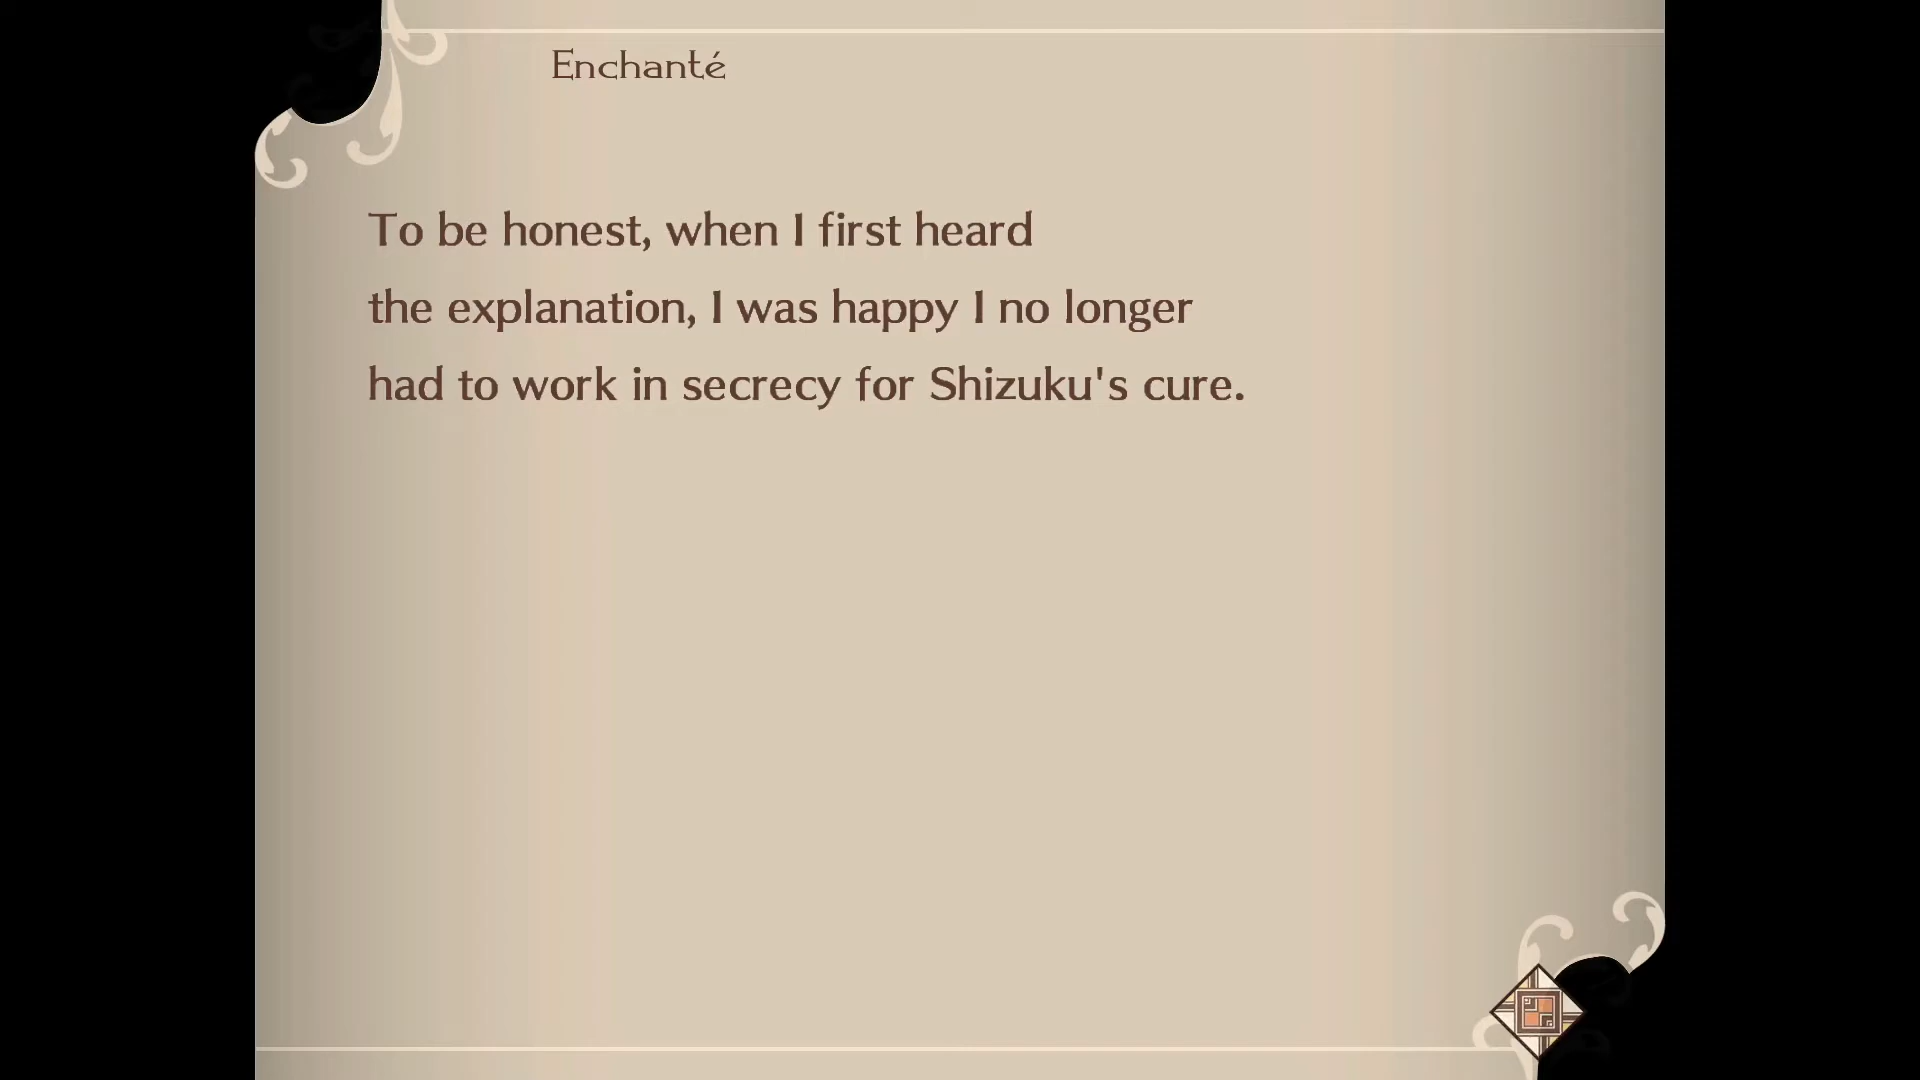 Enchanté
To be honest, when I first heard
the explanation, I was happy I no longer
had to work in secrecy for Shizuku's cure.